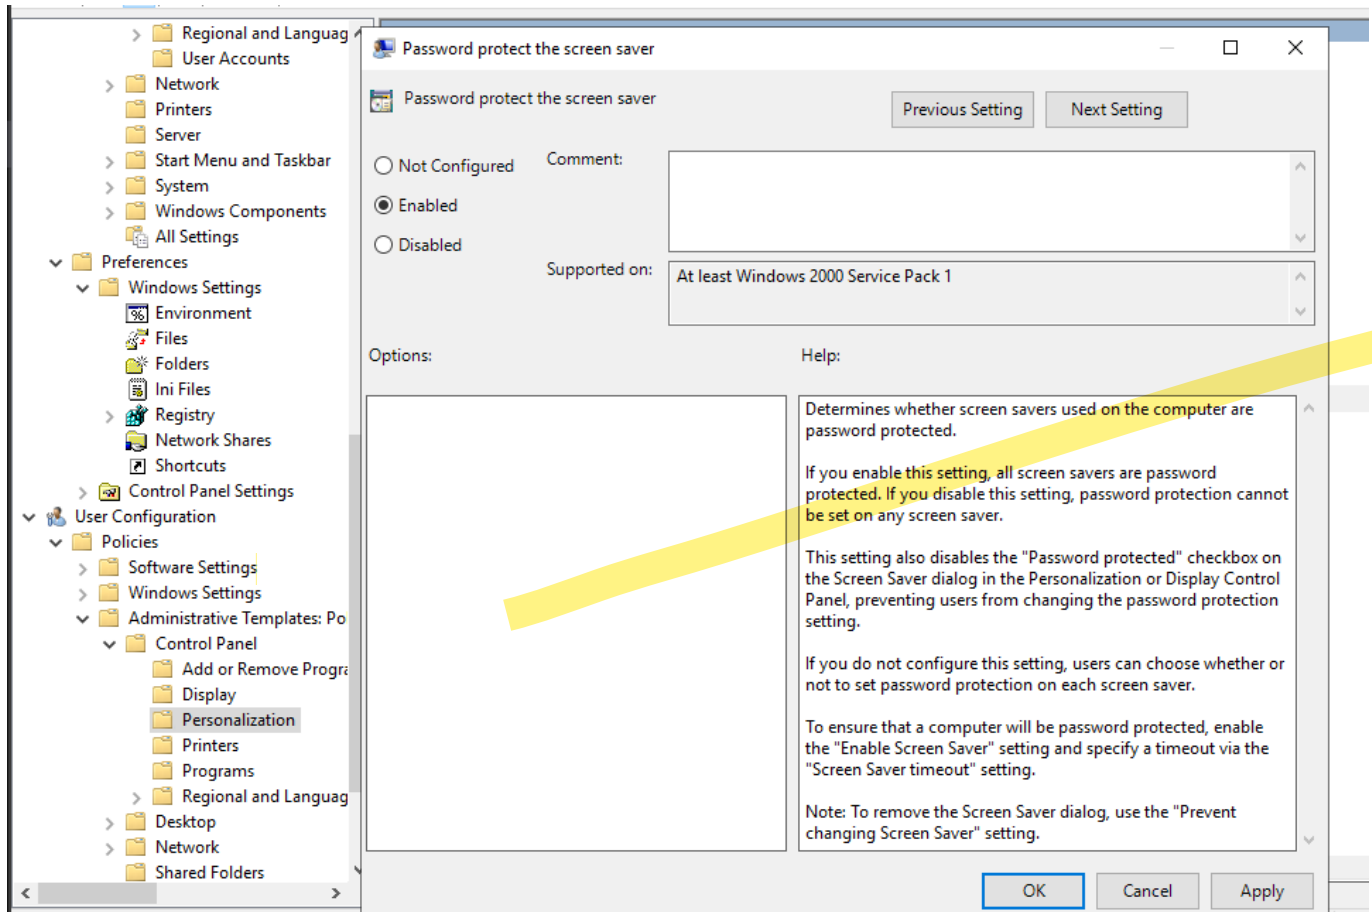 Regional and Languag
User Accounts
Network
Printers
Server
Start Menu and Taskbar
System
Windows Components
All Settings
Preferences
Windows Settings
Environment
Files
Folders
Ini Files
Registry
Network Shares
Shortcuts
Control Panel Settings
User Configuration
Policies
Software Settings
Windows Settings
Administrative Templates: Po
Control Panel
Add or Remove Progra
Display
Personalization
Printers
Programs
Regional and Languag
Desktop
Network
Shared Folders
Password protect the screen saver
Password protect the screen saver
Previous Setting
Next Setting
Not Configured
Enabled
Disabled
Comment:
Supported on:
At least Windows 2000 Service Pack 1
Options:
Help:
Determines whether screen savers used on the computer are
password protected.
If you enable this setting, all screen savers are password
protected. If you disable this setting, password protection cannot
be set on any screen saver.
This setting also disables the "Password protected" checkbox on
the Screen Saver dialog in the Personalization or Display Control
Panel, preventing users from changing the password protection
setting.
If you do not configure this setting, users can choose whether or
not to set password protection on each screen saver.
To ensure that a computer will be password protected, enable
the "Enable Screen Saver" setting and specify a timeout via the
"Screen Saver timeout" setting.
Note: To remove the Screen Saver dialog, use the "Prevent
changing Screen Saver" setting.
OK
Cancel
Apply